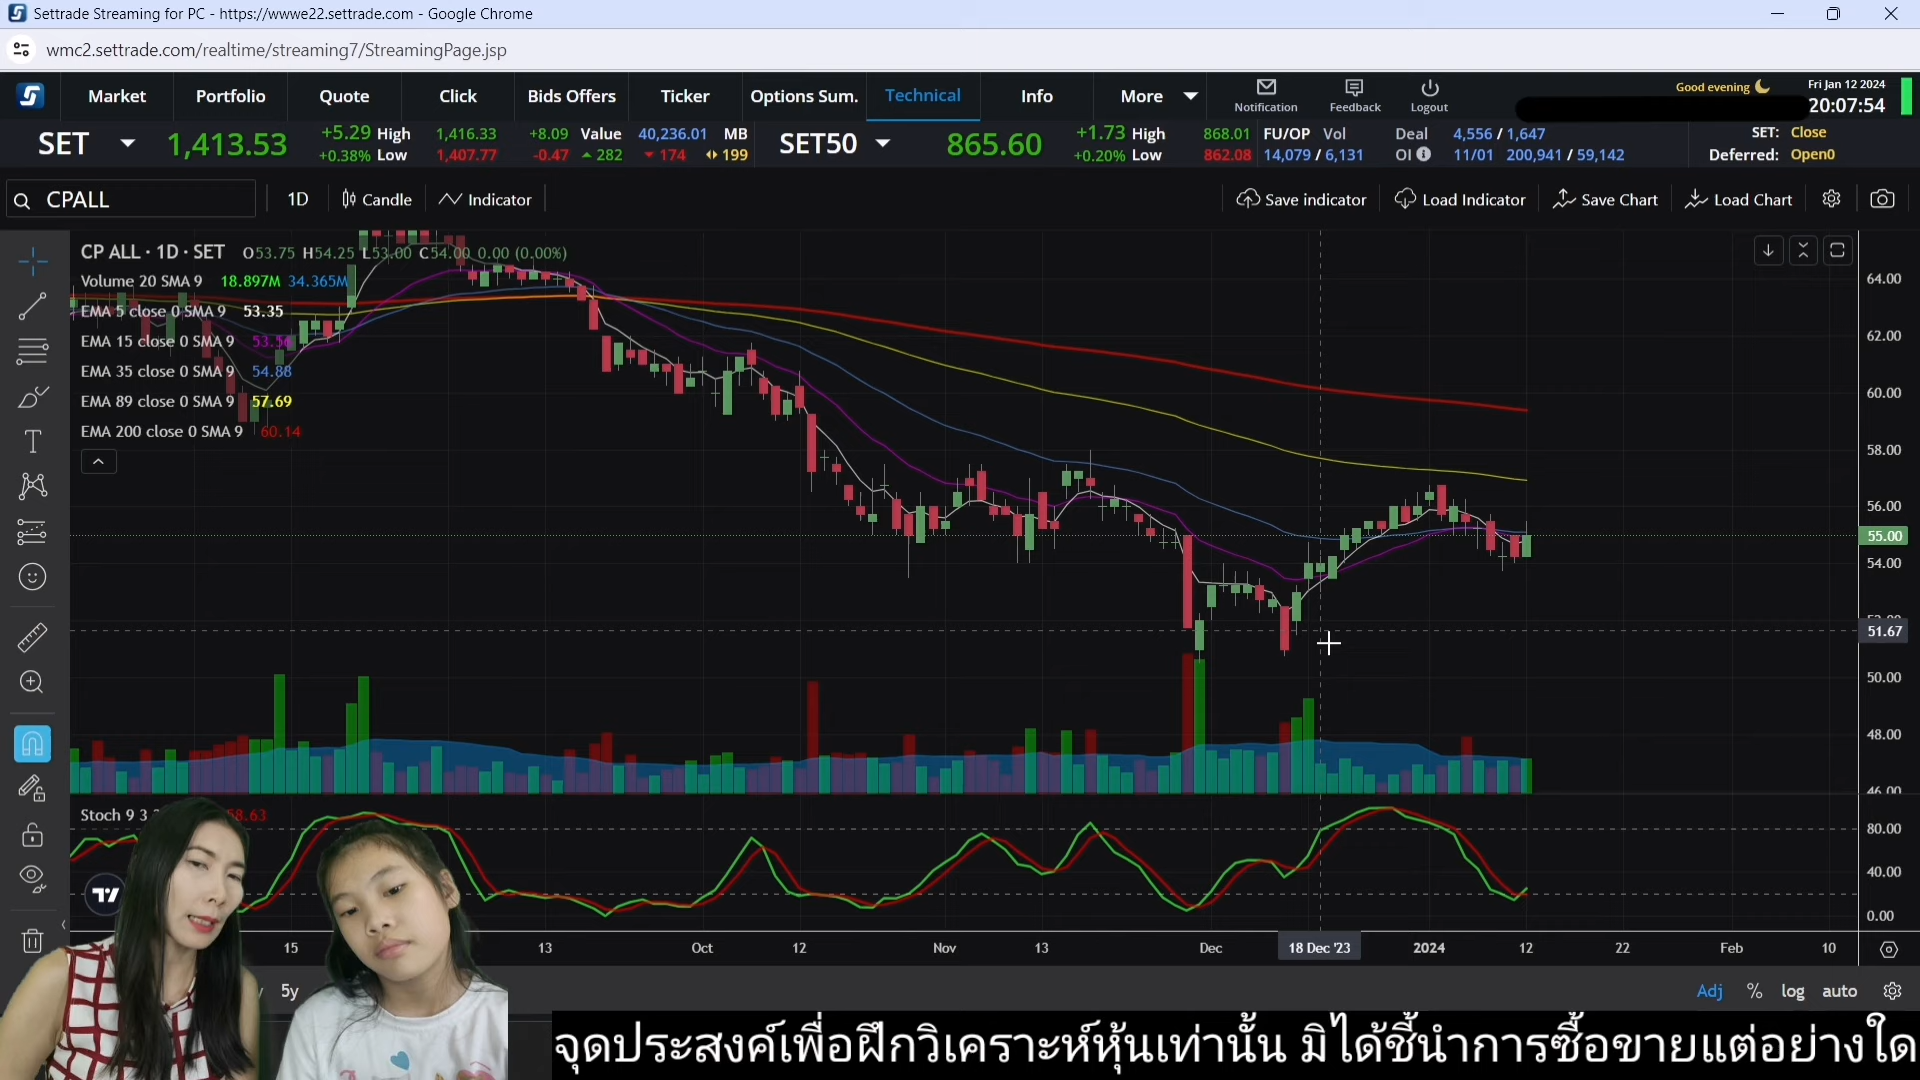 Settrade Streaming for PC - https://wwwe22.settrade.com - Google Chrome
wmc2.settrade.com/realtime/streaming7/StreamingPage.jsp
Market Portfolio Quote Click Bids Offers Ticker Options Sum. Technical Info More Notification Feedback Logout Good evening Fri Jan 12 2024 20:07:54
SET 1,413.53 +5.29 High 1,416.33 +8.09 Value 40,236.01 MB SET50 865.60 +1.73 High 868.01 FU/OP Vol Deal 4,556 / 1,647 SET: Close
+0.38% Low 1,407.77 -0.47 282 174 199 +0.20% Low 862.08 14,079 / 6,131 OI 11/01 200,941 / 59,142 Deferred: Open0
CPALL 1D Candle Indicator Save indicator Load Indicator Save Chart Load Chart
CP ALL · 1D · SET O53.75 H54.25 L53.00 C54.00 0.00 (0.00%)
Volume 20 SMA 9 18.897M 34.365M
EMA 5 close 0 SMA 9 53.35
EMA 15 close 0 SMA 9 53.56
EMA 35 close 0 SMA 9 54.88
EMA 89 close 0 SMA 9 57.69
EMA 200 close 0 SMA 9 60.14
64.00
62.00
60.00
58.00
56.00
55.00
54.00
51.67
50.00
48.00
46.00
Stoch 9 3 58.63
80.00
40.00
0.00
15 13 Oct 12 Nov 13 Dec 18 Dec '23 2024 12 22 Feb 10
5y Adj % log auto
จุดประสงค์เพื่อฝึกวิเคราะห์หุ้นเท่านั้น มิได้ชี้นำการซื้อขายแต่อย่างใด